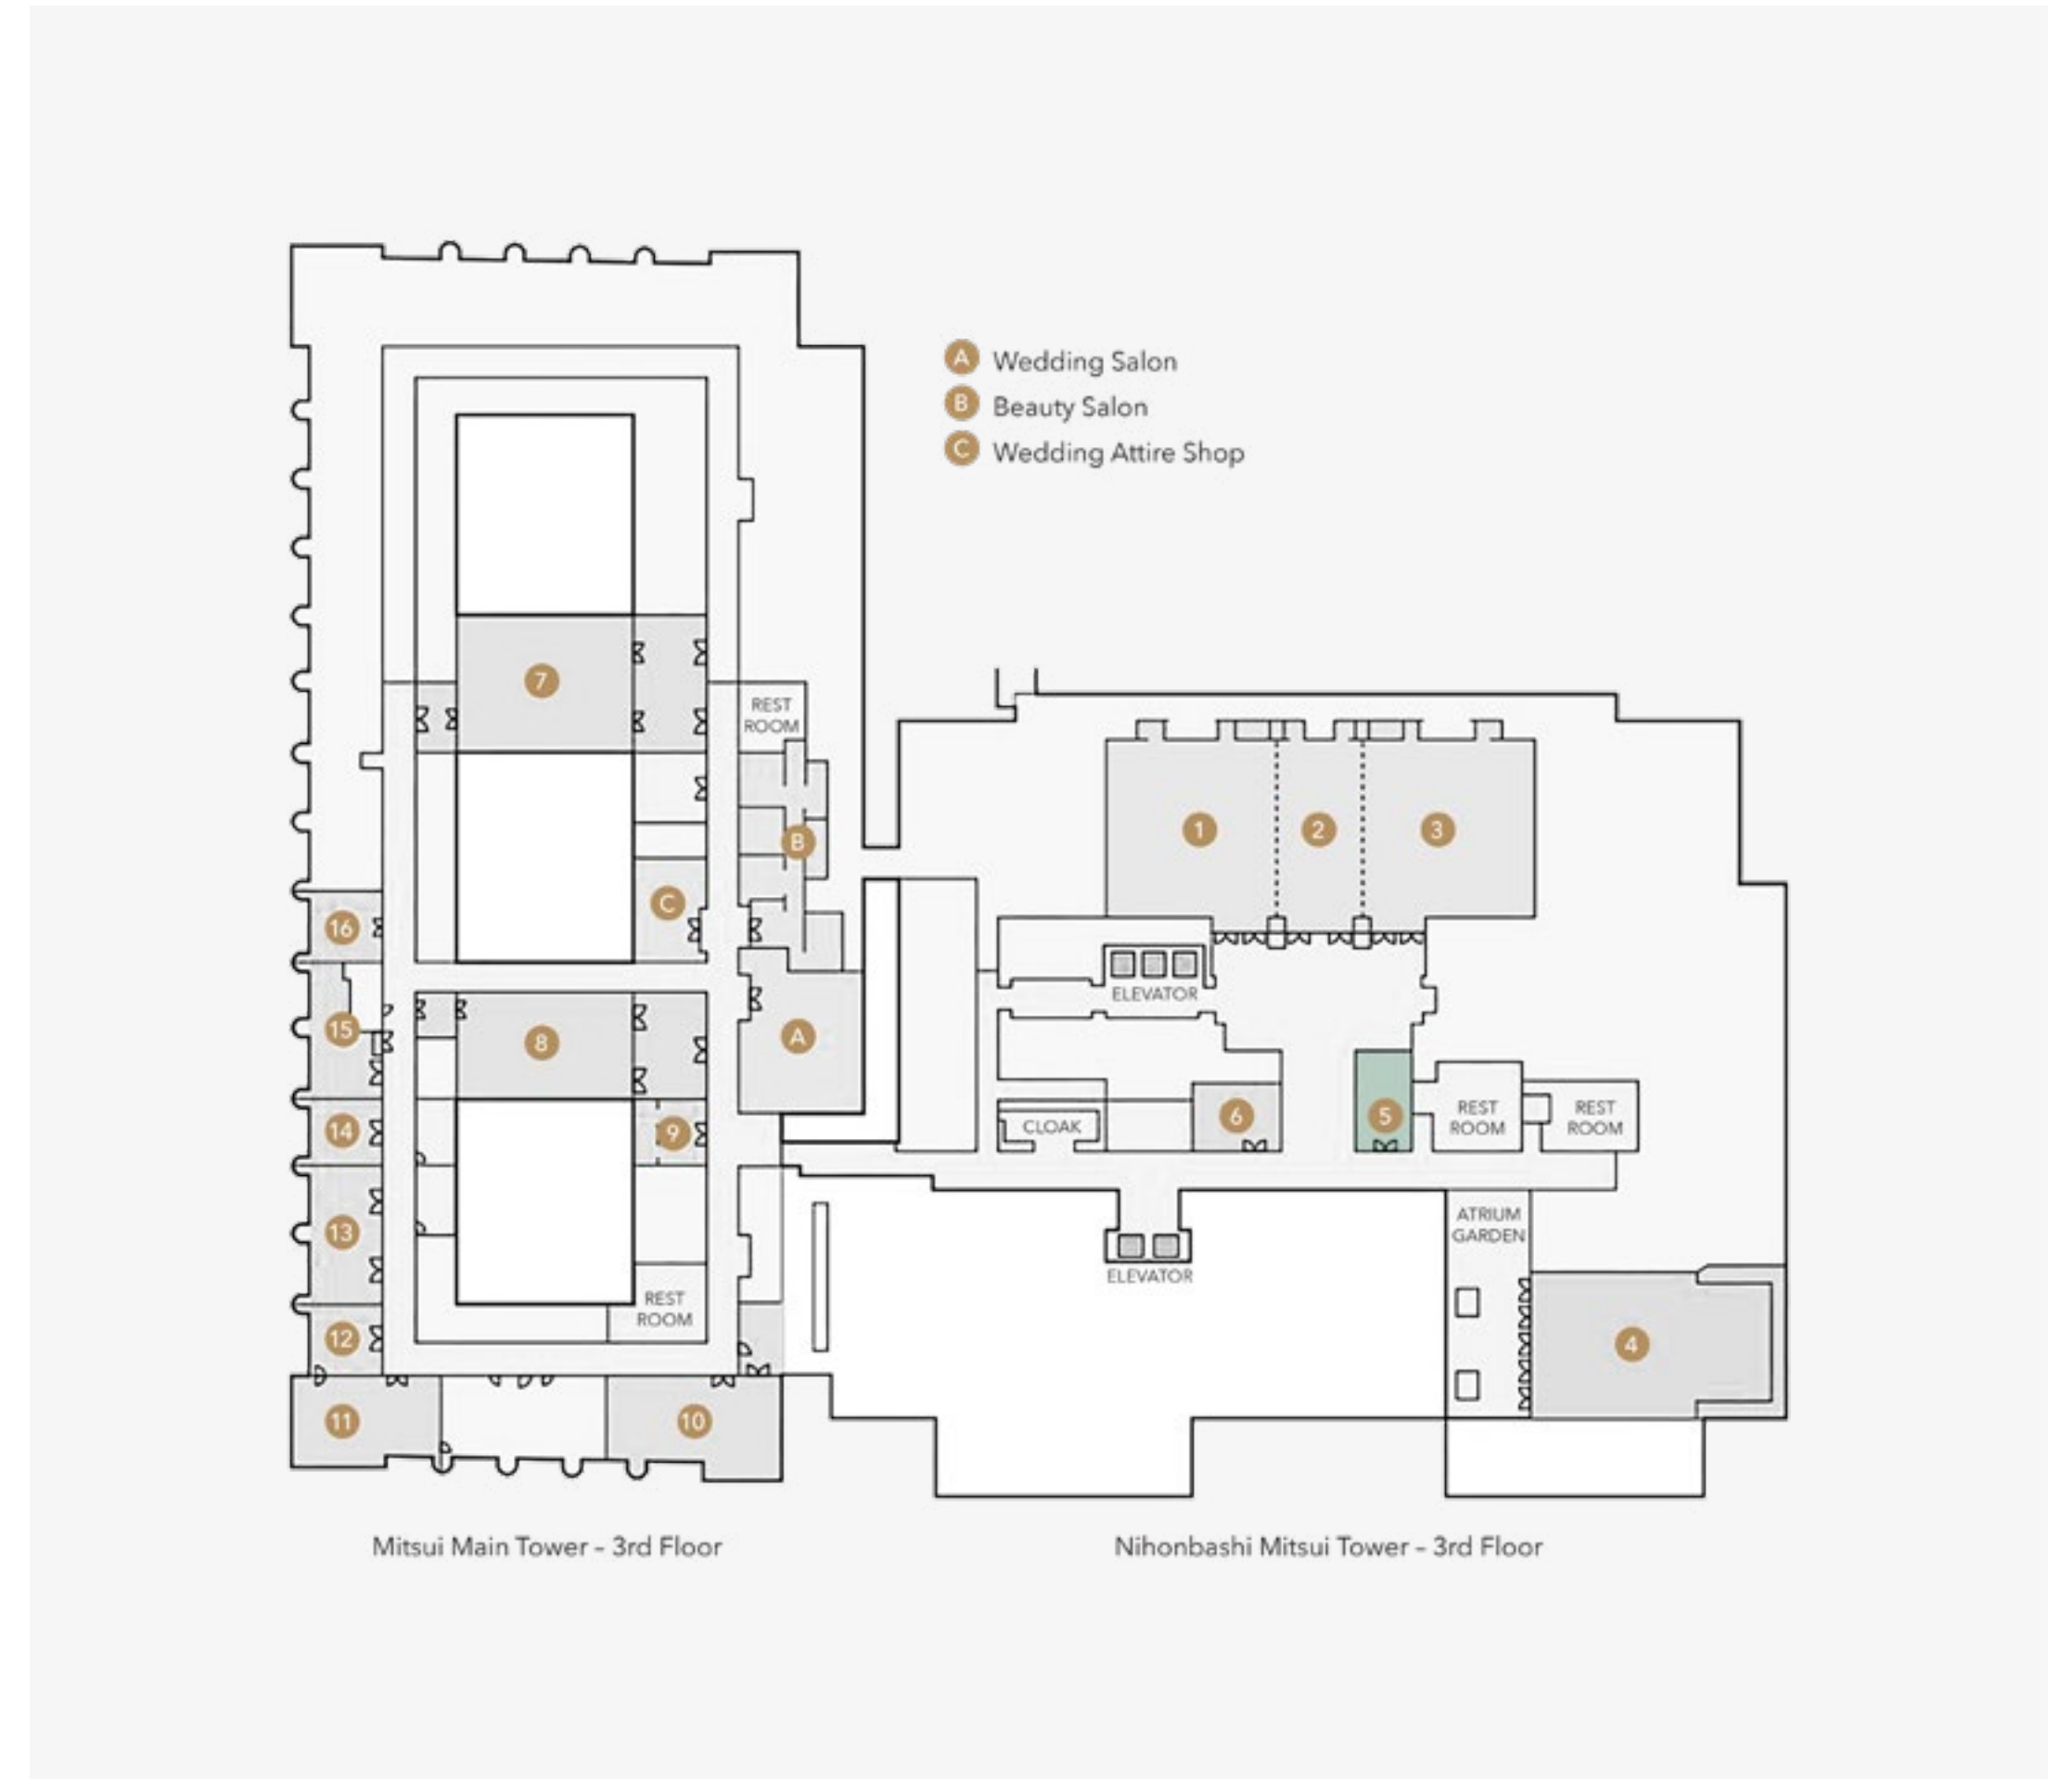 A Wedding Salon
B Beauty Salon
C Wedding Attire Shop
7
REST
ROOM
B
C
16
15
8
A
14
9
13
REST
ROOM
12
11
10
1
2
3
ELEVATOR
6
5
CLOAK
REST
ROOM
REST
ROOM
ATRIUM
GARDEN
ELEVATOR
4
Mitsui Main Tower – 3rd Floor
Nihonbashi Mitsui Tower – 3rd Floor